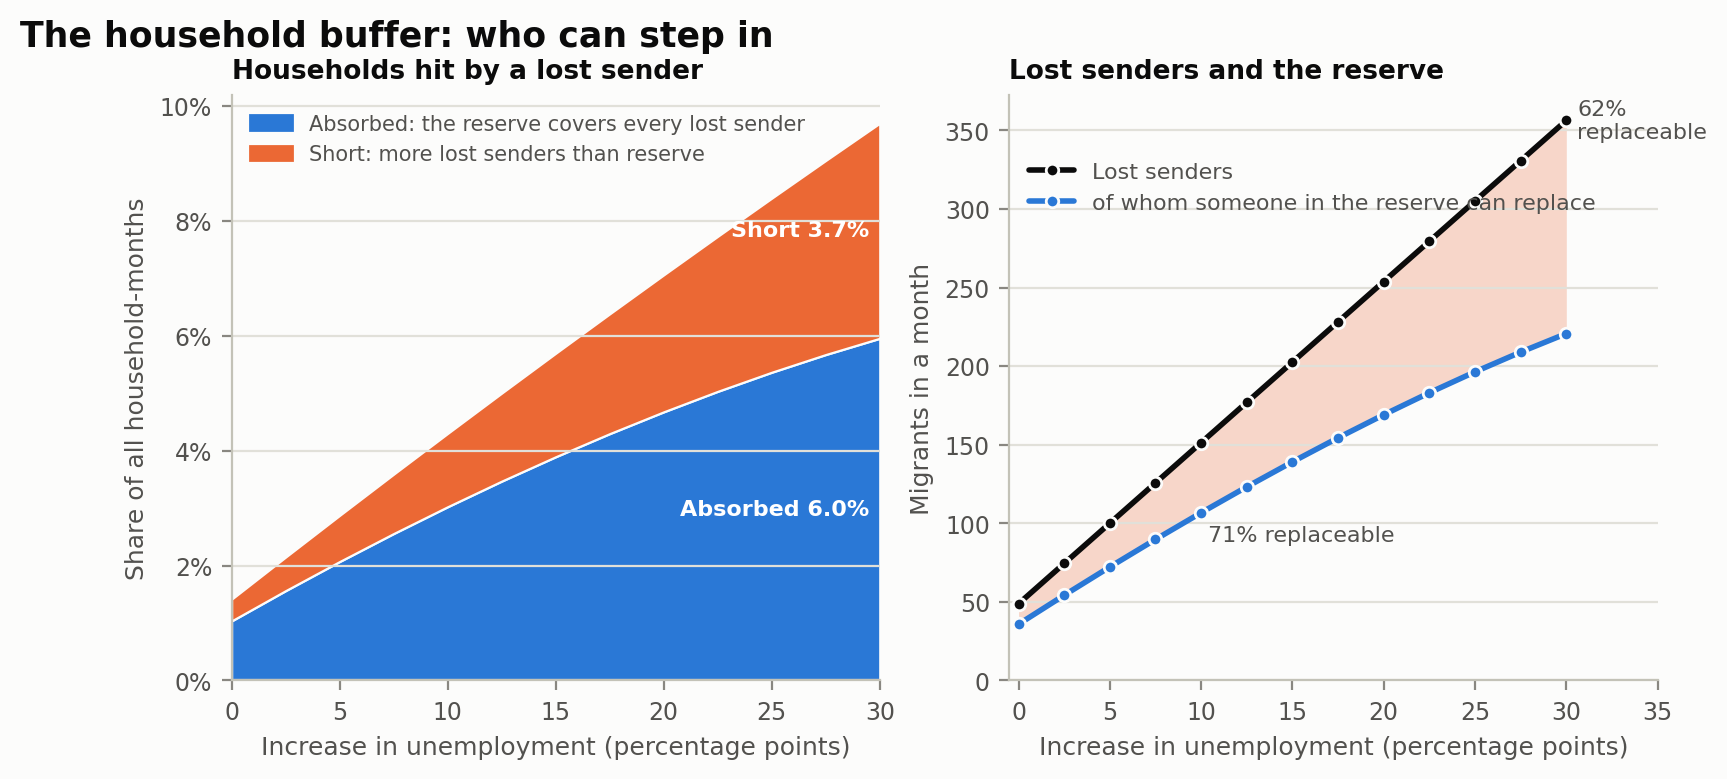 The household buffer: who can step in
Households hit by a lost sender
Share of all household-months
10%
8%
6%
4%
2%
0%
Absorbed: the reserve covers every lost sender
Short: more lost senders than reserve
Short 3.7%
Absorbed 6.0%
0 5 10 15 20 25 30
Increase in unemployment (percentage points)
Lost senders and the reserve
Migrants in a month
350
300
250
200
150
100
50
0
Lost senders
of whom someone in the reserve can replace
62%
replaceable
71% replaceable
0 5 10 15 20 25 30 35
Increase in unemployment (percentage points)